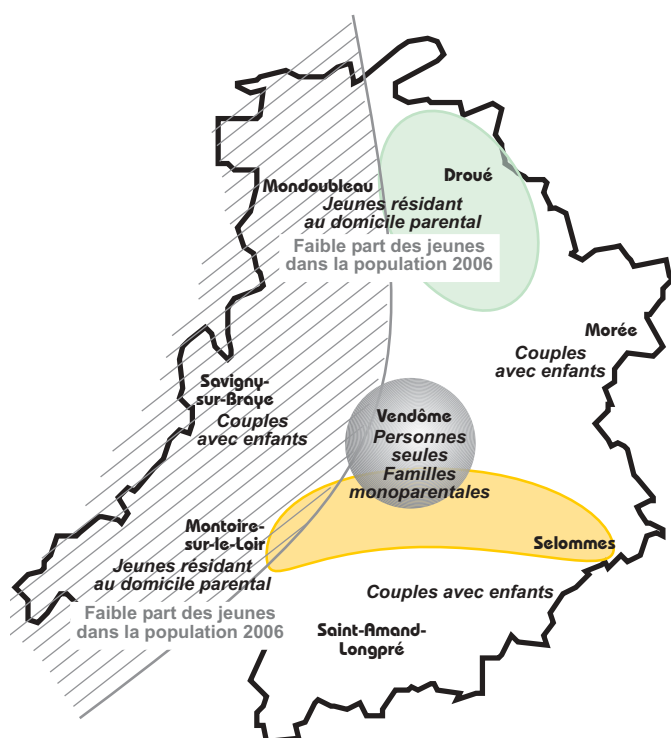 Droué
Mondoubleau
Jeunes résidant
au domicile parental
Faible part des jeunes
dans la population 2006
Morée
Couples
avec enfants
Savigny-
sur-Braye
Couples
avec enfants
Vendôme
Personnes
seules
Familles
monoparentales
Montoire-
sur-le-Loir
Jeunes résidant
au domicile parental
Faible part des jeunes
dans la population 2006
Selommes
Couples avec enfants
Saint-Amand-
Longpré